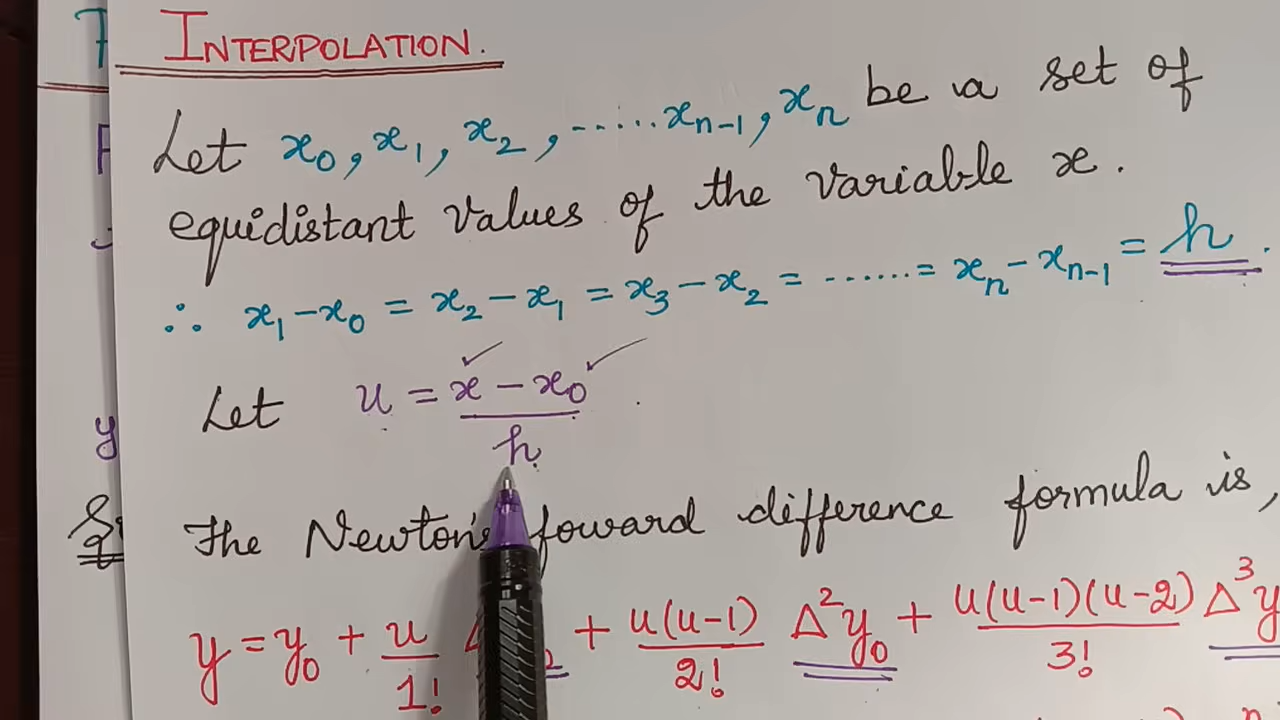 INTERPOLATION.
Let x₀, x₁, x₂, ..... xₙ₋₁, xₙ be a set of
equidistant values of the variable x.
∴ x₁ - x₀ = x₂ - x₁ = x₃ - x₂ = ...... = xₙ - xₙ₋₁ = h.
Let u = (x - x₀)/h
The Newton's foward difference formula is,
y = y₀ + u/1! Δ + u(u-1)/2! Δ²y₀ + u(u-1)(u-2)/3! Δ³y